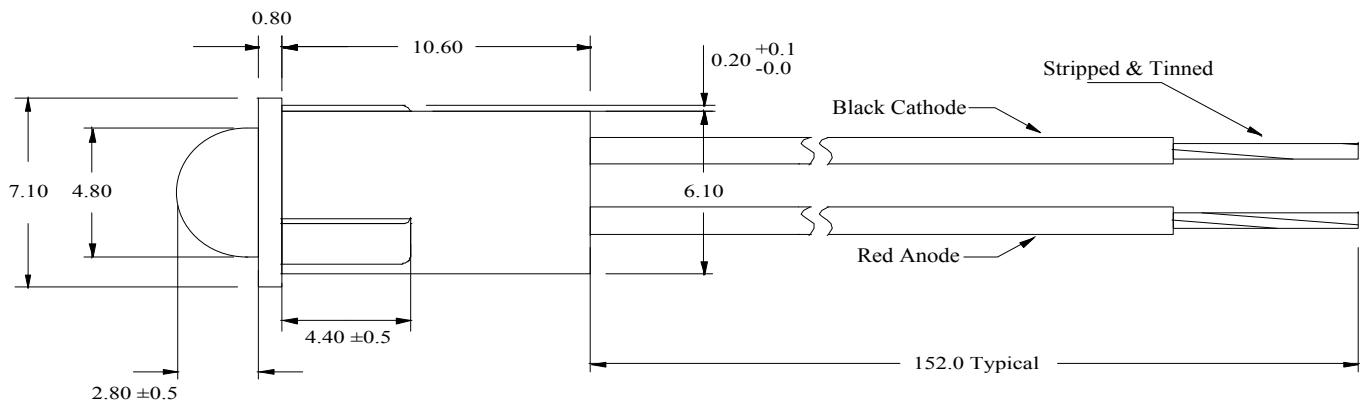 0.80
10.60
0.20 +0.1
-0.0
Stripped & Tinned
Black Cathode
7.10
4.80
6.10
Red Anode
4.40 ±0.5
152.0 Typical
2.80 ±0.5